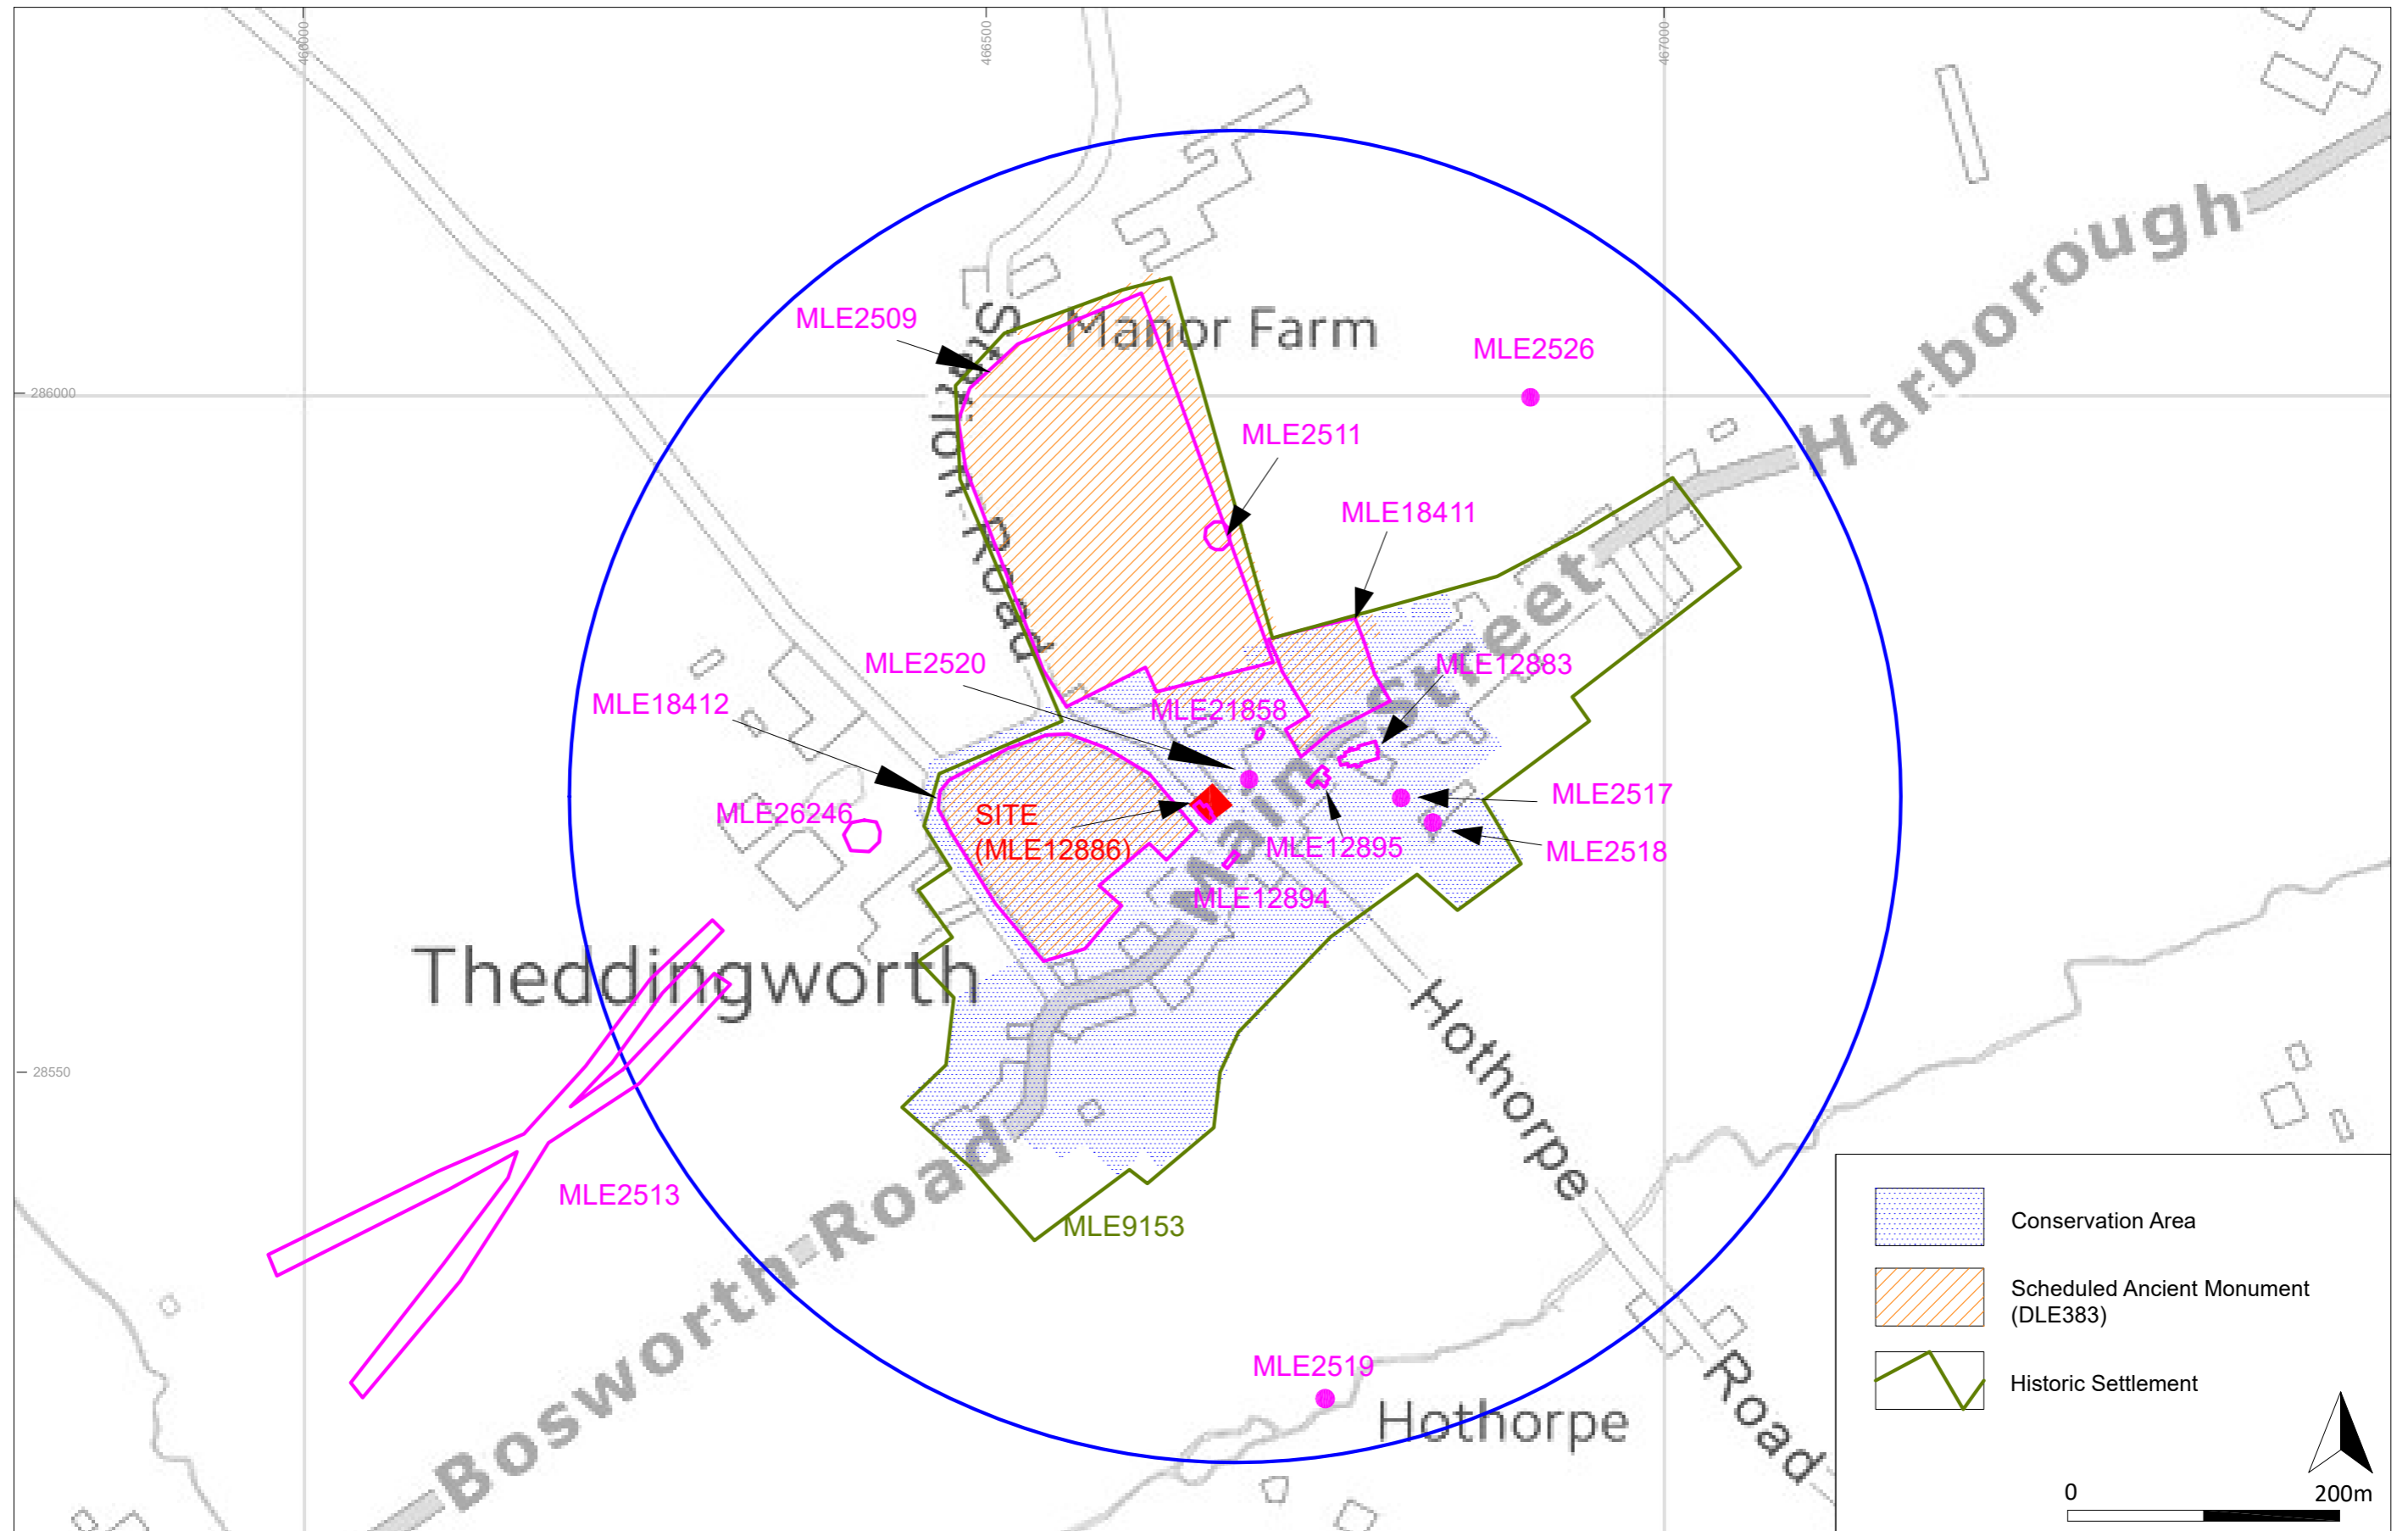 466000
466500
467000
286000
28550
MLE2509
Manor Farm
Station Road
MLE2526
Harborough
MLE2511
MLE18411
MLE2520
MLE12883
MLE18412
MLE21858
Main Street
MLE26246
SITE
(MLE12886)
MLE2517
MLE12895
MLE2518
MLE12894
Theddingworth
Hothorpe Road
MLE2513
MLE9153
Bosworth Road
MLE2519
Hothorpe
Conservation Area
Scheduled Ancient Monument
(DLE383)
Historic Settlement
0 200m